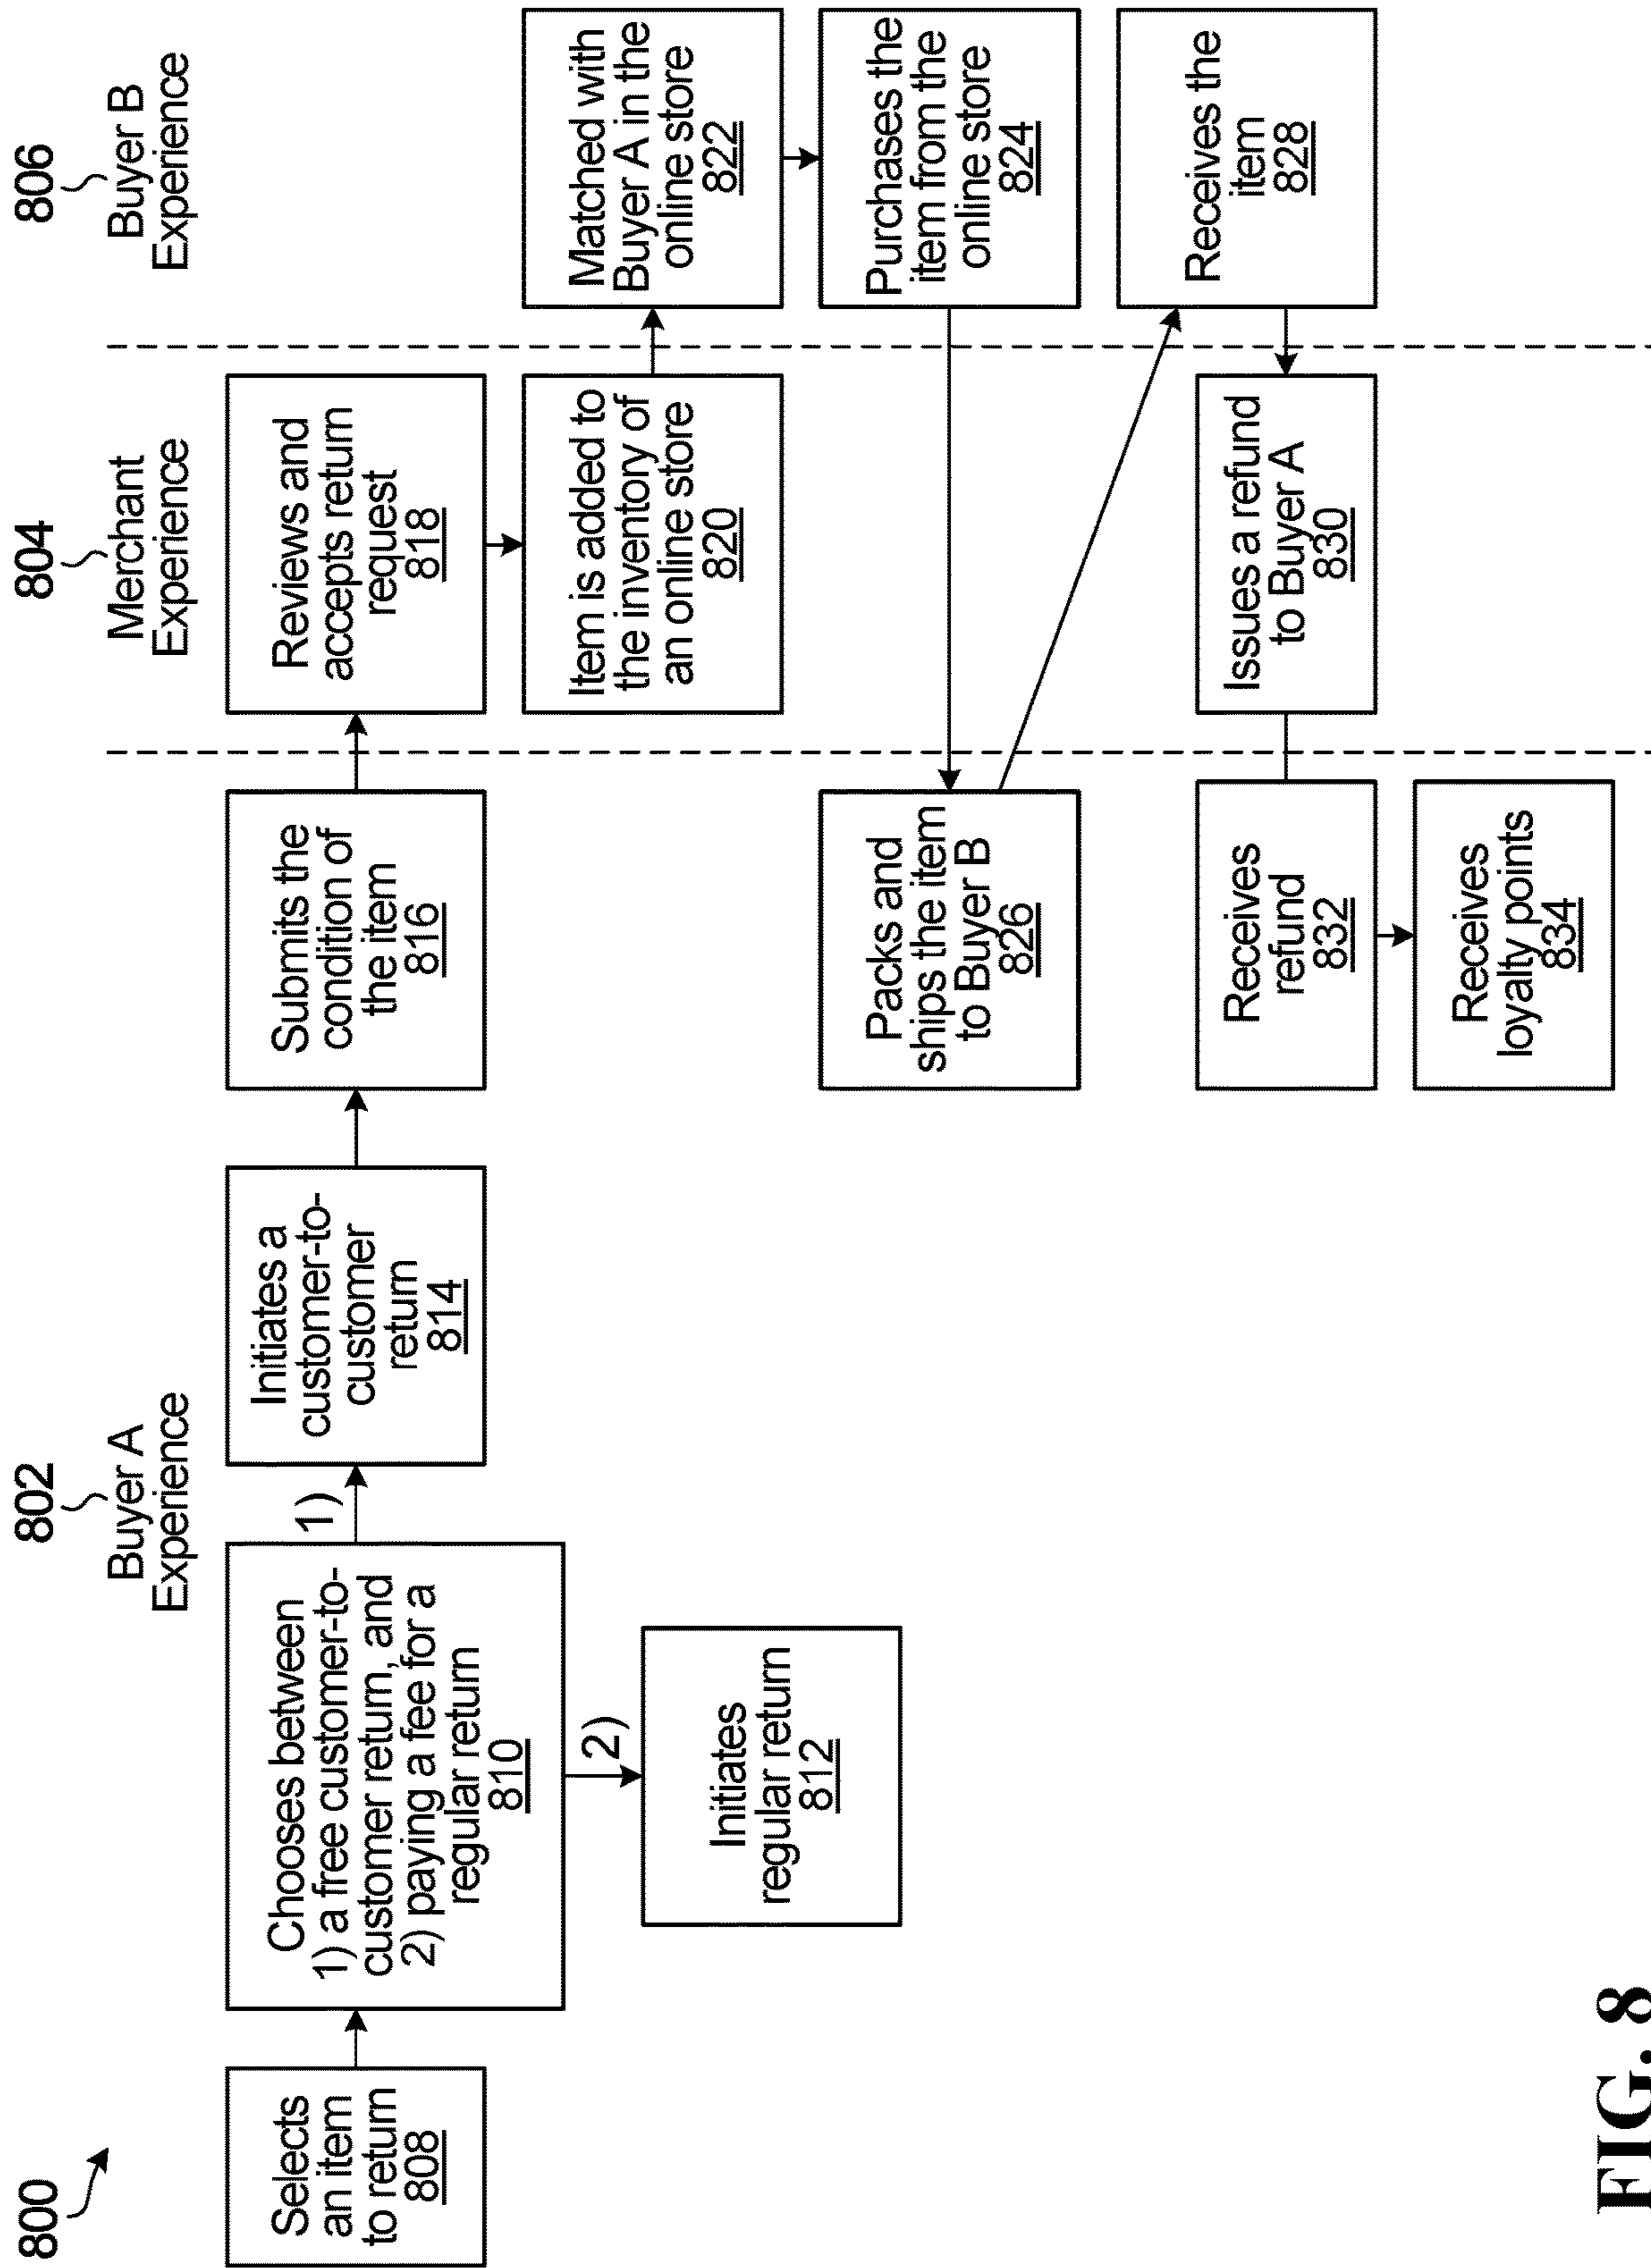 800
802
Buyer A
Experience
804
Merchant
Experience
806
Buyer B
Experience
Selects
an item
to return
808
Chooses between
1) a free customer-to-
customer return, and
2) paying a fee for a
regular return
810
1)
2)
Initiates
regular return
812
Initiates a
customer-to-
customer
return
814
Submits the
condition of
the item
816
Reviews and
accepts return
request
818
Item is added to
the inventory of
an online store
820
Matched with
Buyer A in the
online store
822
Purchases the
item from the
online store
824
Packs and
ships the item
to Buyer B
826
Receives the
item
828
Issues a refund
to Buyer A
830
Receives
refund
832
Receives
loyalty points
834
FIG. 8